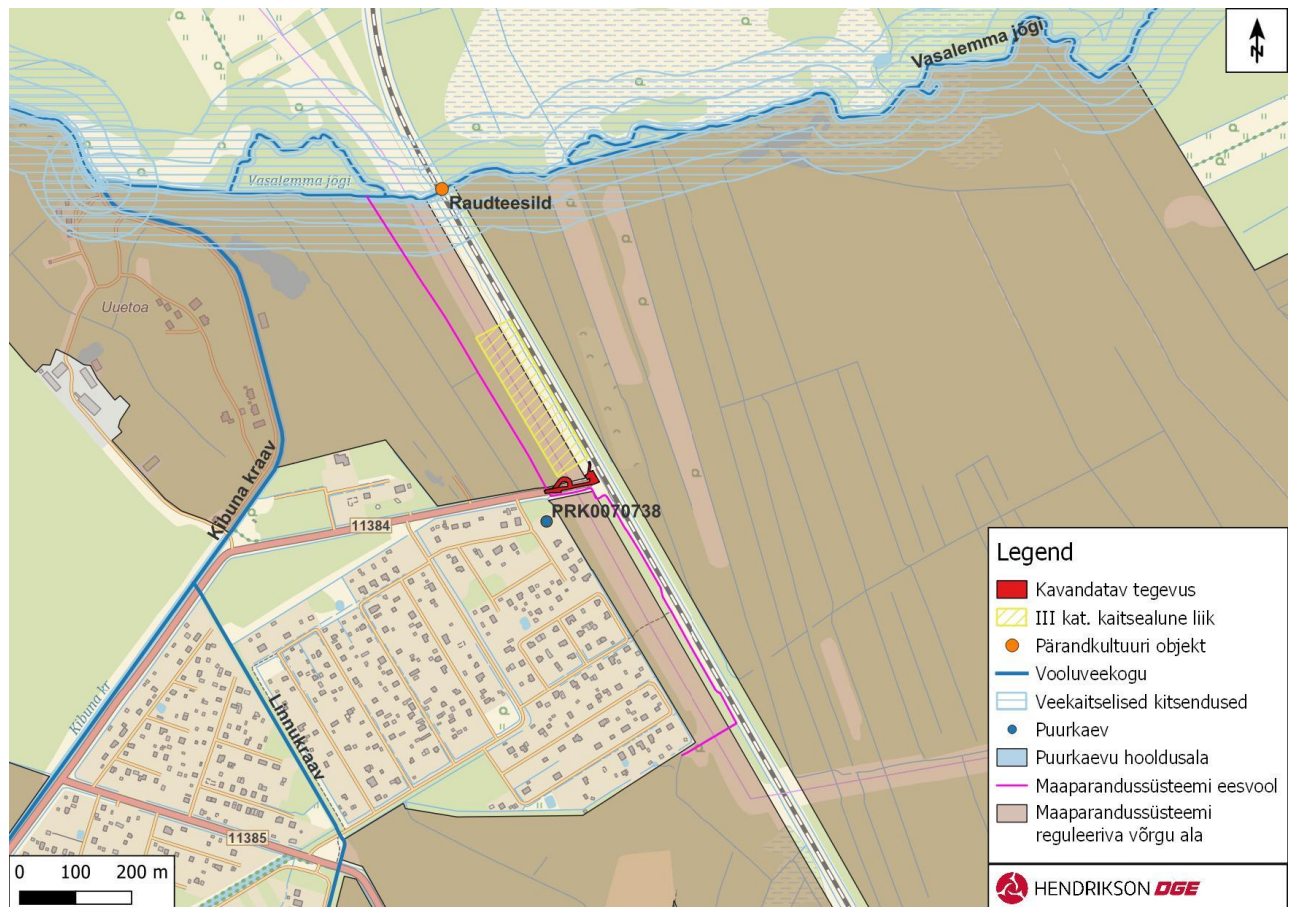 Vasalemma jõgi
N
Vasalemma jõgi
Raudteesild
Uuetoa
Kibuna kraav
11384
PRK0070738
Kibuna kr
Linnukraav
11385
0 100 200 m
Legend
Kavandatav tegevus
III kat. kaitsealune liik
Pärandkultuuri objekt
Vooluveekogu
Veekaitselised kitsendused
Puurkaev
Puurkaevu hooldusala
Maaparandussüsteemi eesvool
Maaparandussüsteemi
reguleeriva võrgu ala
HENDRIKSON DGE